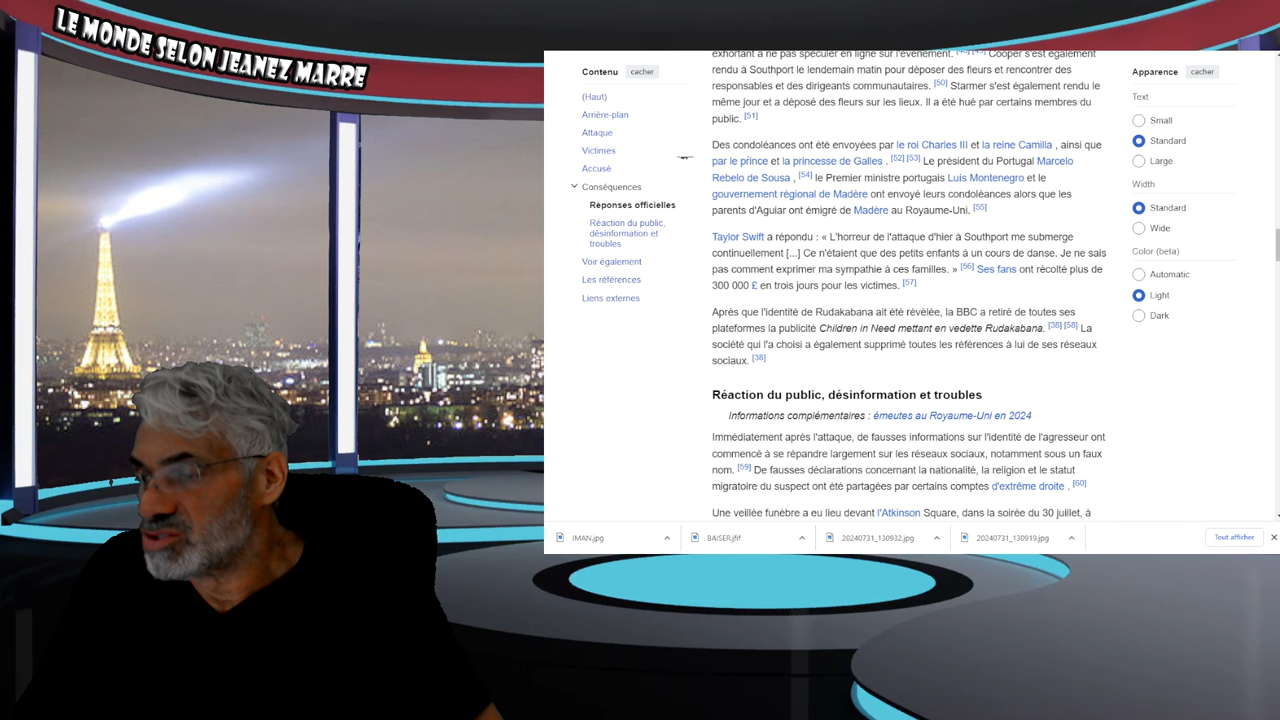 LE MONDE SELON JEANEZ MARRE
Contenu cacher
(Haut)
Arrière-plan
Attaque
Victimes
Accusé
Conséquences
Réponses officielles
Réaction du public,
désinformation et
troubles
Voir également
Les références
Liens externes
exhortant à ne pas spéculer en ligne sur l'événement. Cooper s'est également
rendu à Southport le lendemain matin pour déposer des fleurs et rencontrer des
responsables et des dirigeants communautaires. [50] Starmer s'est également rendu le
même jour et a déposé des fleurs sur les lieux. Il a été hué par certains membres du
public. [51]
Des condoléances ont été envoyées par le roi Charles III et la reine Camilla , ainsi que
par le prince et la princesse de Galles . [52] [53] Le président du Portugal Marcelo
Rebelo de Sousa , [54] le Premier ministre portugais Luís Montenegro et le
gouvernement régional de Madère ont envoyé leurs condoléances alors que les
parents d'Aguiar ont émigré de Madère au Royaume-Uni. [55]
Taylor Swift a répondu : « L'horreur de l'attaque d'hier à Southport me submerge
continuellement [...] Ce n'étaient que des petits enfants à un cours de danse. Je ne sais
pas comment exprimer ma sympathie à ces familles. » [56] Ses fans ont récolté plus de
300 000 £ en trois jours pour les victimes. [57]
Après que l'identité de Rudakabana ait été révélée, la BBC a retiré de toutes ses
plateformes la publicité Children in Need mettant en vedette Rudakabana. [38] [58] La
société qui l'a choisi a également supprimé toutes les références à lui de ses réseaux
sociaux. [38]
Réaction du public, désinformation et troubles
Informations complémentaires : émeutes au Royaume-Uni en 2024
Immédiatement après l'attaque, de fausses informations sur l'identité de l'agresseur ont
commencé à se répandre largement sur les réseaux sociaux, notamment sous un faux
nom. [59] De fausses déclarations concernant la nationalité, la religion et le statut
migratoire du suspect ont été partagées par certains comptes d'extrême droite . [60]
Une veillée funèbre a eu lieu devant l'Atkinson Square, dans la soirée du 30 juillet, à
Apparence cacher
Text
Small
Standard
Large
Width
Standard
Wide
Color (beta)
Automatic
Light
Dark
IMAN.jpg
BAISER.jfif
20240731_130932.jpg
20240731_130919.jpg
Tout afficher